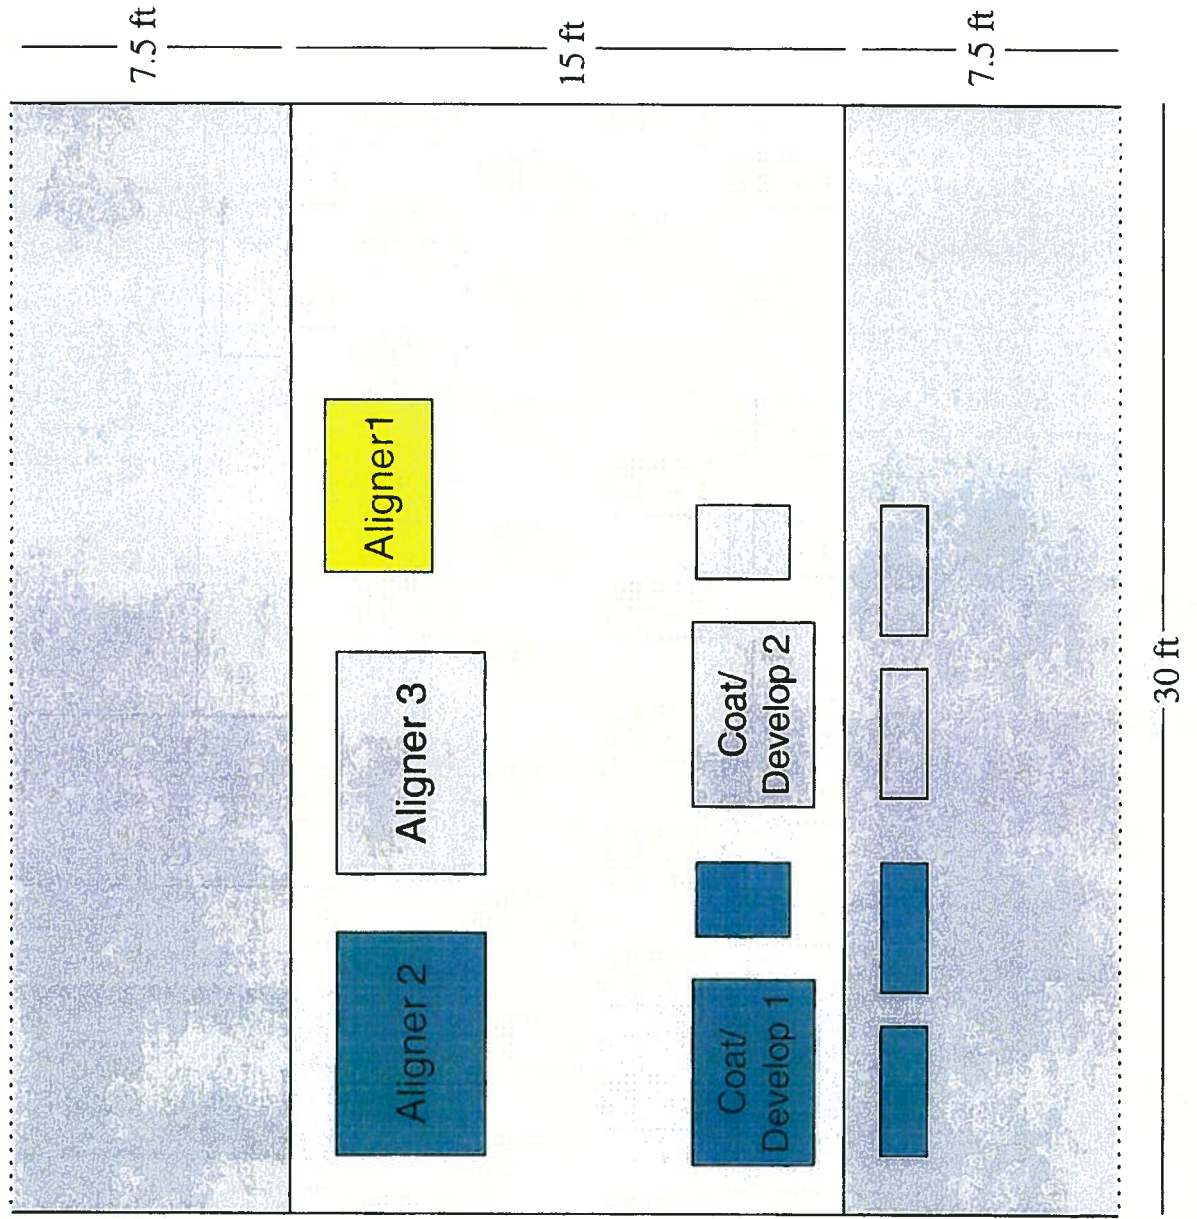 7.5 ft
15 ft
7.5 ft
Aligner 2
Aligner 3
Aligner1
Coat/
Develop 1
Coat/
Develop 2
30 ft